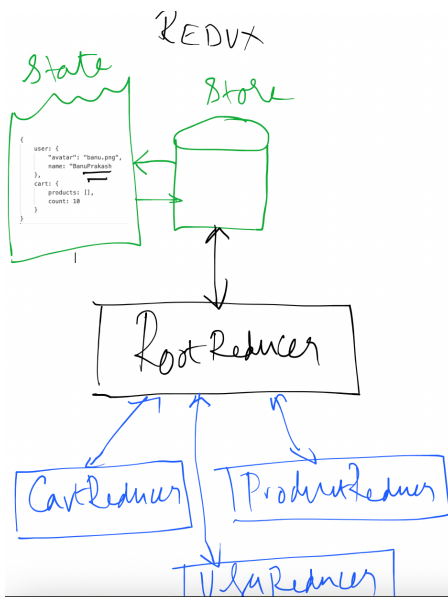 REDUX
State
Store
{
user: {
"avatar": "banu.png",
name: "BanuPrakash
},
cart: {
products: [],
count: 10
}
}
RootReducer
CartReducer
ProductReducer
UserReducer